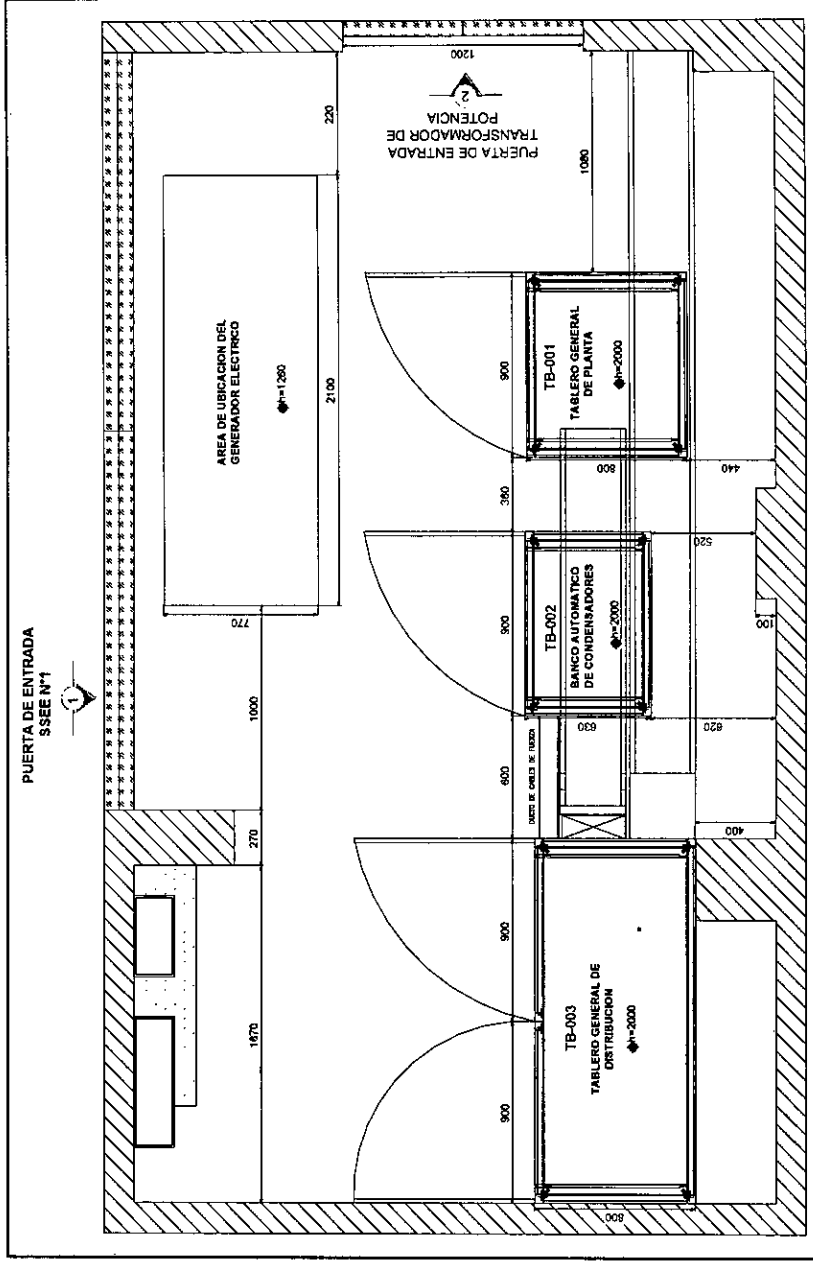 PUERTA DE ENTRADA
SSEE N°1
1
220
1200
2
PUERTA DE ENTRADA
TRANSFORMADOR DE
POTENCIA
AREA DE UBICACION DEL
GENERADOR ELECTRICO
h=1260
2100
770
1000
270
1670
1080
900
TB-001
TABLERO GENERAL
DE PLANTA
h=2000
800
440
360
900
TB-002
BANCO AUTOMATICO
DE CONDENSADORES
h=2000
520
100
630
620
600
DUCTO DE CABLES DE FUERZA
400
900
900
TB-003
TABLERO GENERAL DE
DISTRIBUCION
h=2000
800